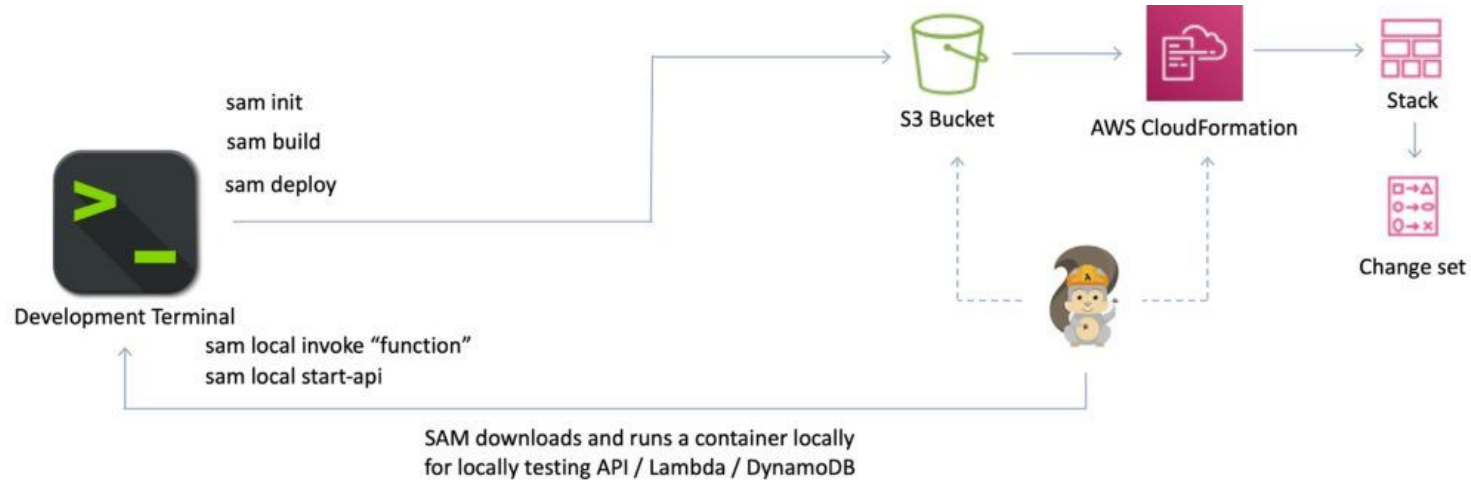 sam init
sam build
sam deploy
Development Terminal
sam local invoke “function”
sam local start-api
SAM downloads and runs a container locally
for locally testing API / Lambda / DynamoDB
S3 Bucket
AWS CloudFormation
Stack
Change set